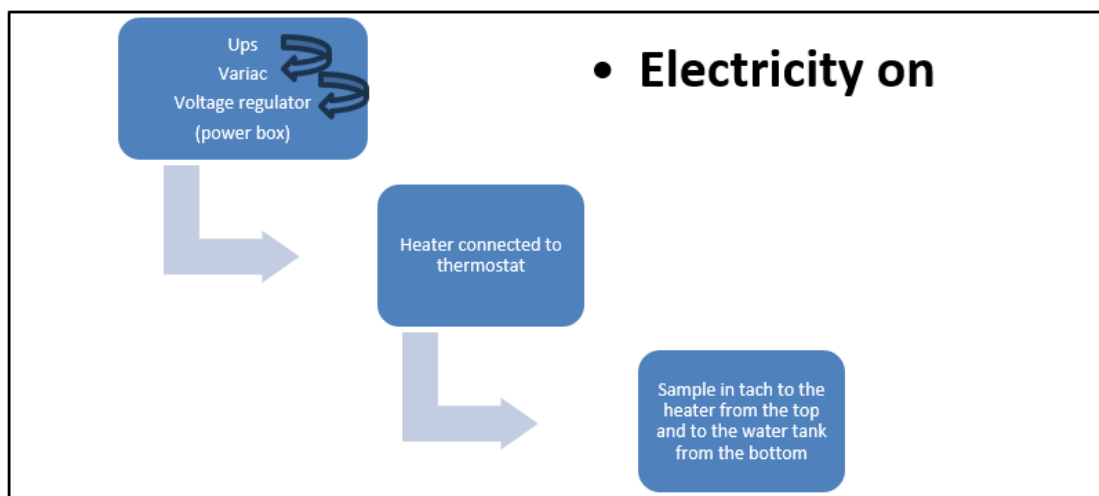 Ups
Variac
Voltage regulator
(power box)
• Electricity on
Heater connected to
thermostat
Sample in tach to the
heater from the top
and to the water tank
from the bottom